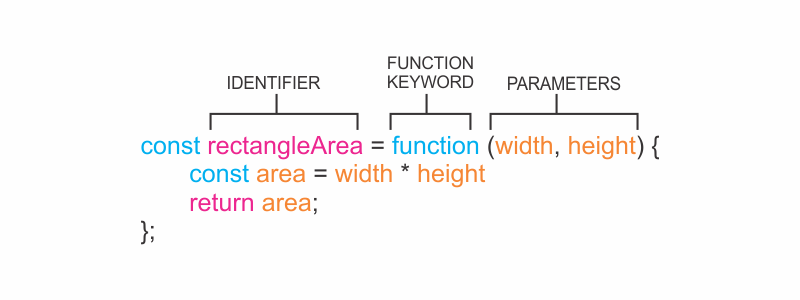 FUNCTION
IDENTIFIER KEYWORD PARAMETERS
const rectangleArea = function (width, height) {
const area = width * height
return area;
};